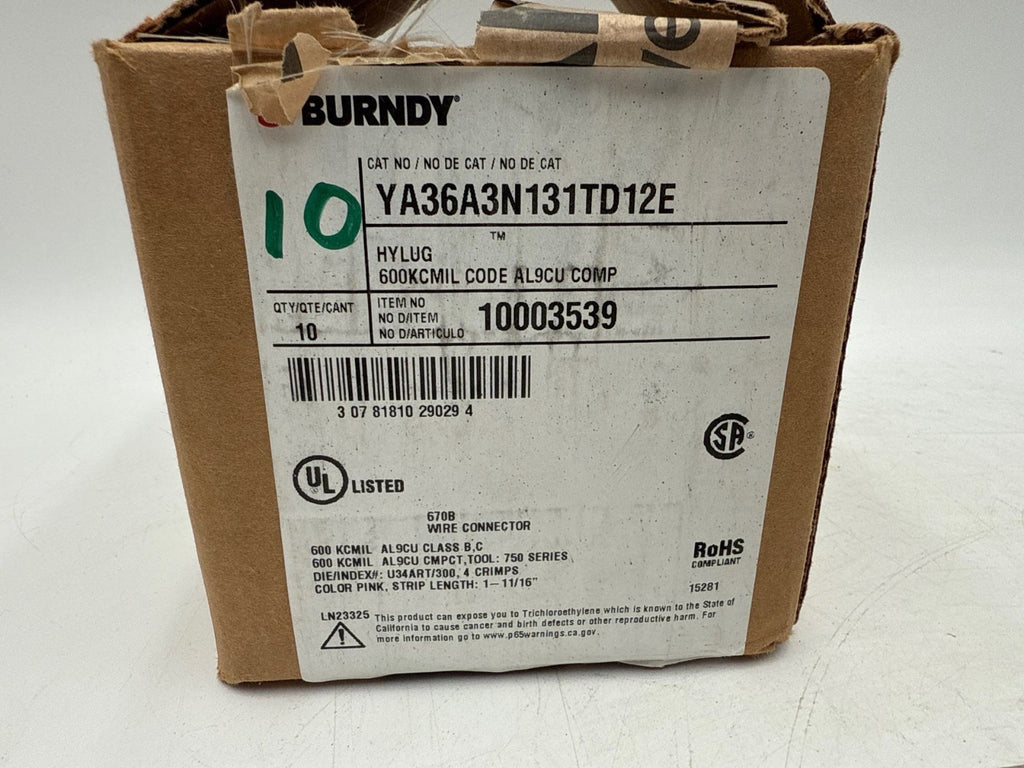 ve
BURNDY®
CAT NO / NO DE CAT / NO DE CAT
YA36A3N131TD12E
10
HYLUG™
600KCMIL CODE AL9CU COMP
QTY/QTE/CANT
10
ITEM NO
NO D/ITEM
NO D/ARTICULO
10003539
3 07 81810 29029 4
SA®
UL® LISTED
670B
WIRE CONNECTOR
600 KCMIL AL9CU CLASS B,C
600 KCMIL AL9CU CMPCT,TOOL: 750 SERIES
DIE/INDEX#: U34ART/300, 4 CRIMPS
COLOR PINK, STRIP LENGTH: 1-11/16"
RoHS
COMPLIANT
15281
LN23325
This product can expose you to Trichloroethylene which is known to the State of
California to cause cancer and birth defects or other reproductive harm. For
more information go to www.p65warnings.ca.gov.